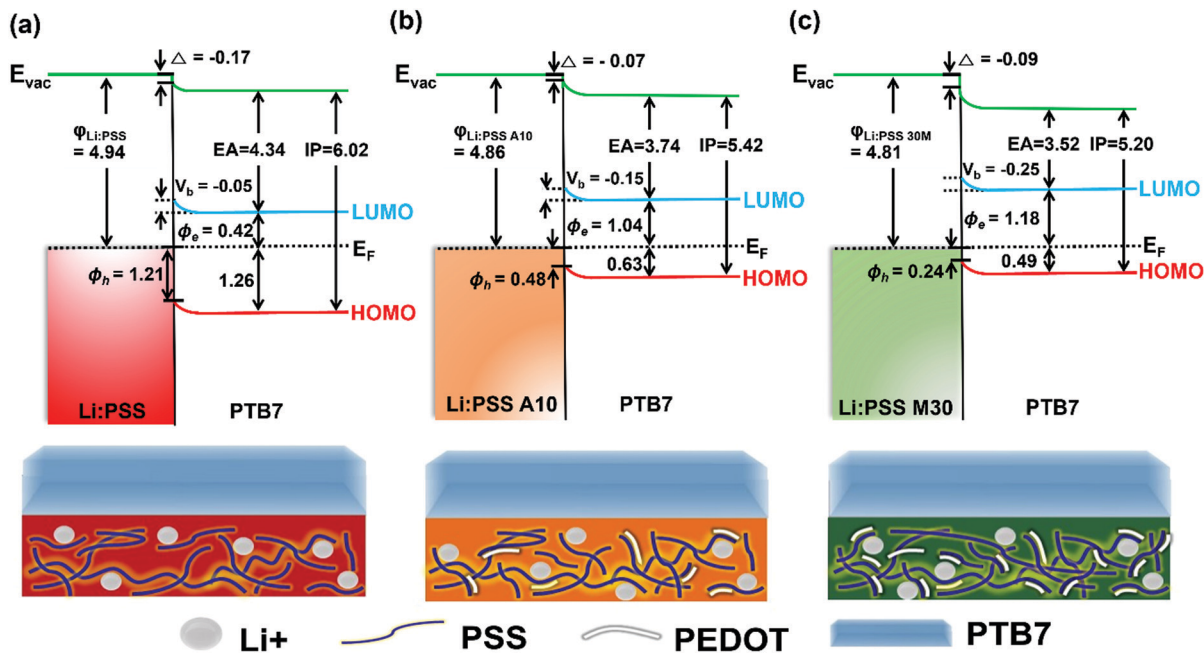 (a)
△ = -0.17
Evac
φLi:PSS
= 4.94
EA=4.34
IP=6.02
Vb = -0.05
LUMO
ϕe = 0.42
EF
ϕh = 1.21
1.26
HOMO
Li:PSS
PTB7
(b)
△ = - 0.07
Evac
φLi:PSS A10
= 4.86
EA=3.74
IP=5.42
Vb = -0.15
LUMO
ϕe = 1.04
EF
ϕh = 0.48
0.63
HOMO
Li:PSS A10
PTB7
(c)
△ = -0.09
Evac
φLi:PSS 30M
= 4.81
EA=3.52
IP=5.20
Vb = -0.25
LUMO
ϕe = 1.18
EF
ϕh = 0.24
0.49
HOMO
Li:PSS M30
PTB7
Li+
PSS
PEDOT
PTB7